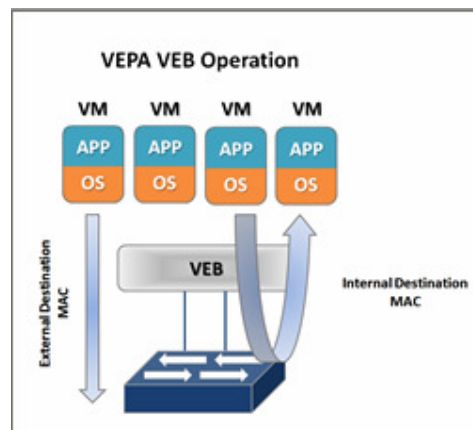 VEPA VEB Operation
VM VM VM VM
APP APP APP APP
OS OS OS OS
VEB
External Destination
MAC
Internal Destination
MAC